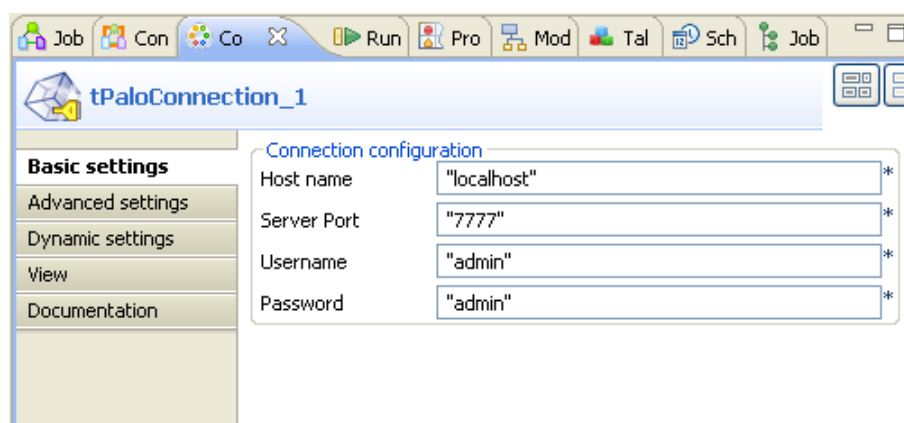 Job Con Co Run Pro Mod Tal Sch Job
tPaloConnection_1
Basic settings
Advanced settings
Dynamic settings
View
Documentation
Connection configuration
Host name "localhost" *
Server Port "7777" *
Username "admin" *
Password "admin" *